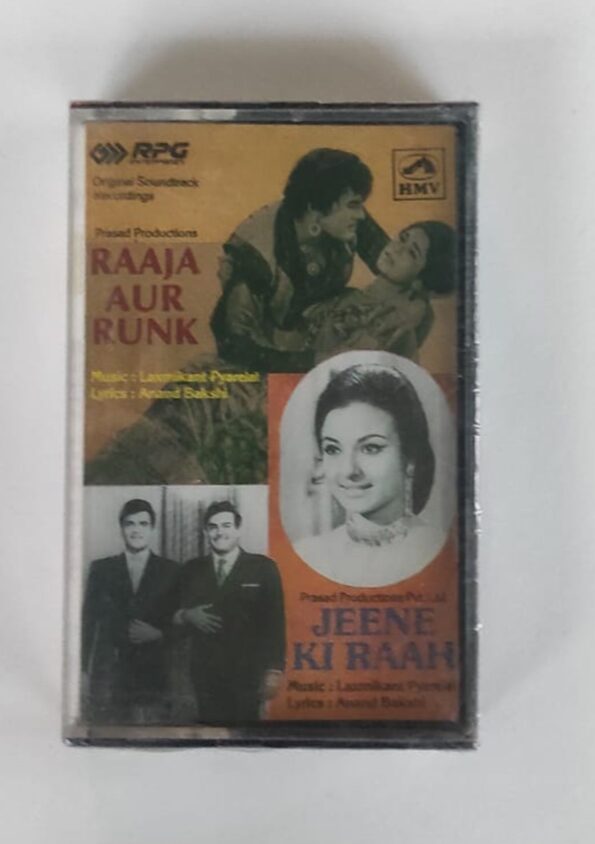 RPG
ENTERPRISES
Original Soundtrack
Recordings
HMV
Prasad Productions
RAAJA
AUR
RUNK
Music : Laxmikant Pyarelal
Lyrics : Anand Bakshi
Prasad Productions Pvt. Ltd.
JEENE
KI RAAH
Music : Laxmikant Pyarelal
Lyrics : Anand Bakshi